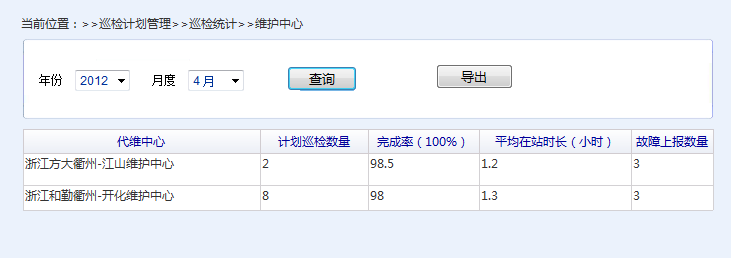 当前位置：>>巡检计划管理>>巡检统计>>维护中心
年份 2012 月度 4 月 查询 导出
代维中心 计划巡检数量 完成率（100%） 平均在站时长（小时） 故障上报数量
浙江方大衢州-江山维护中心 2 98.5 1.2 3
浙江和勤衢州-开化维护中心 8 98 1.3 3